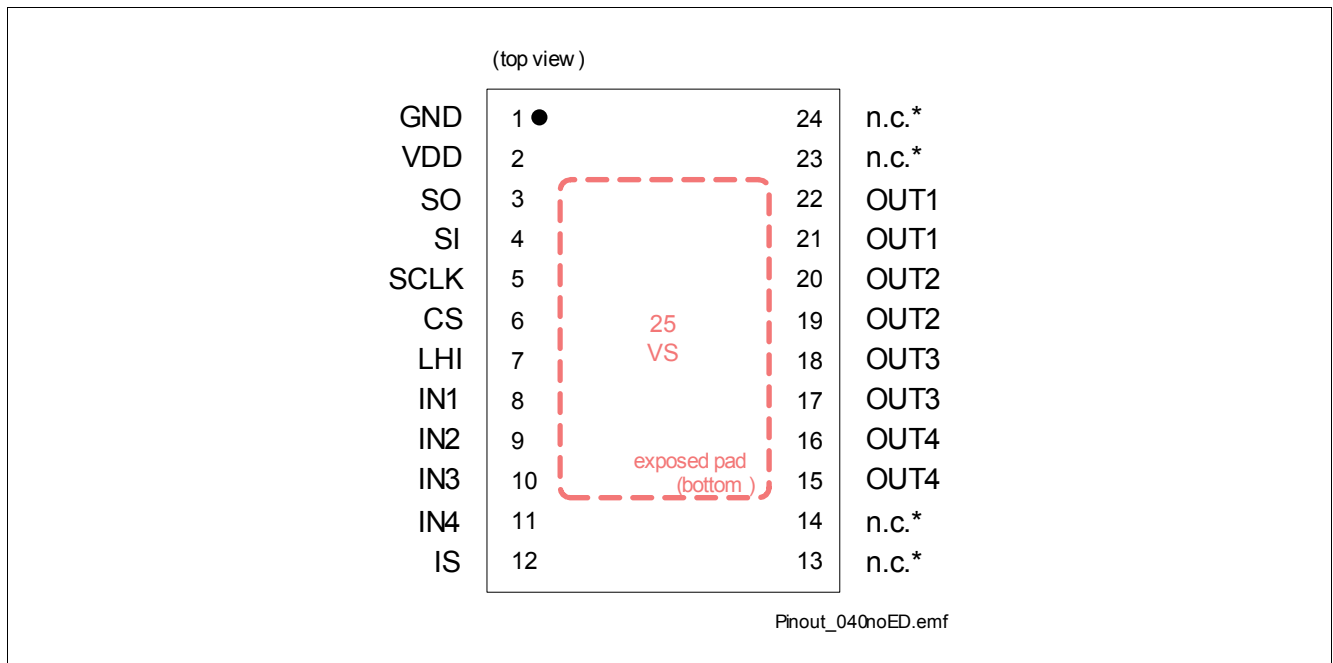 (top view )
GND 1 24 n.c.*
VDD 2 23 n.c.*
SO 3 22 OUT1
SI 4 21 OUT1
SCLK 5 20 OUT2
CS 6 19 OUT2
25
VS
LHI 7 18 OUT3
IN1 8 17 OUT3
IN2 9 16 OUT4
exposed pad
(bottom )
IN3 10 15 OUT4
IN4 11 14 n.c.*
IS 12 13 n.c.*
Pinout_040noED.emf